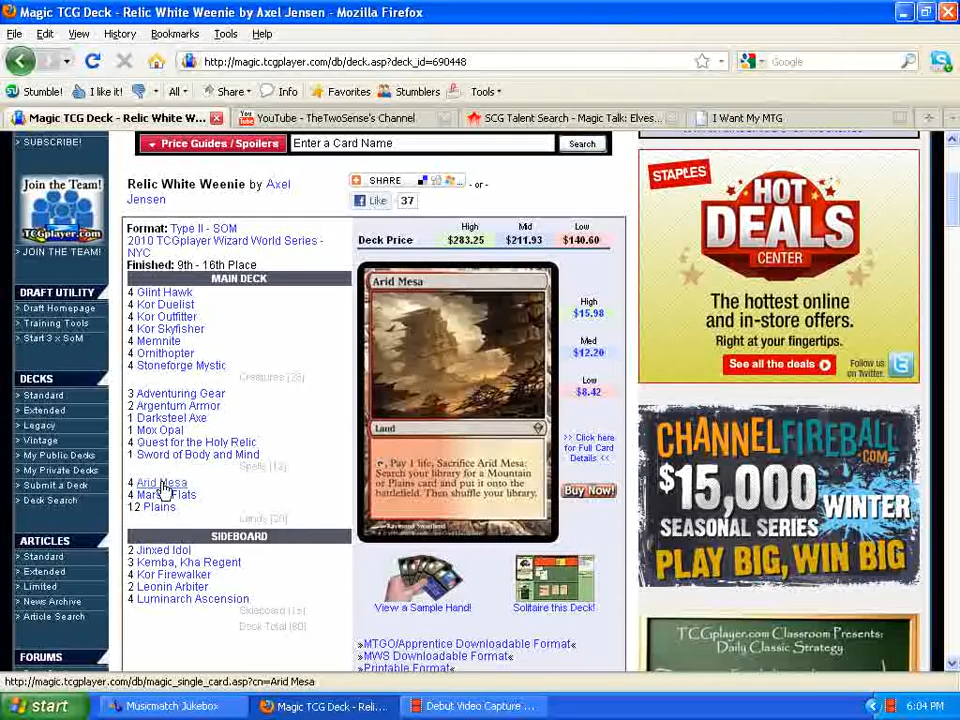 Magic TCG Deck - Relic White Weenie by Axel Jensen - Mozilla Firefox
File Edit View History Bookmarks Tools Help
http://magic.tcgplayer.com/db/deck.asp?deck_id=690448
Google
Stumble! I like it! All Share Info Favorites Stumblers Tools
Magic TCG Deck - Relic White W...
YouTube - TheTwoSense's Channel
SCG Talent Search - Magic Talk: Elves...
I Want My MTG
> SUBSCRIBE!
Join the Team!
TCGplayer.com
> JOIN THE TEAM!
DRAFT UTILITY
> Draft Homepage
> Training Tools
> Start 3 x SoM
DECKS
> Standard
> Extended
> Legacy
> Vintage
> My Public Decks
> My Private Decks
> Submit a Deck
> Deck Search
ARTICLES
> Standard
> Extended
> Limited
> News Archive
> Article Search
FORUMS
Price Guides / Spoilers
Enter a Card Name
Search
Relic White Weenie by Axel
Jensen
SHARE
- or -
Like 37
Format: Type II - SOM
2010 TCGplayer Wizard World Series -
NYC
Finished: 9th - 16th Place
MAIN DECK
4 Glint Hawk
4 Kor Duelist
4 Kor Outfitter
4 Kor Skyfisher
4 Memnite
4 Ornithopter
4 Stoneforge Mystic
Creatures [28]
3 Adventuring Gear
2 Argentum Armor
1 Darksteel Axe
1 Mox Opal
4 Quest for the Holy Relic
1 Sword of Body and Mind
Spells [12]
4 Arid Mesa
4 Marsh Flats
12 Plains
Lands [20]
SIDEBOARD
2 Jinxed Idol
3 Kemba, Kha Regent
4 Kor Firewalker
2 Leonin Arbiter
4 Luminarch Ascension
Sideboard [15]
Deck Total [60]
High Mid Low
Deck Price $283.25 $211.93 $140.60
Arid Mesa
Land
, Pay 1 life, Sacrifice Arid Mesa:
Search your library for a Mountain
or Plains card and put it onto the
battlefield. Then shuffle your library.
High
$15.98
Med
$12.20
Low
$8.42
>> Click here
for Full Card
Details <<
Buy Now!
View a Sample Hand!
Solitaire this Deck!
»MTGO/Apprentice Downloadable Format«
»MWS Downloadable Format«
»Printable Format«
STAPLES
HOT
DEALS
CENTER
The hottest online
and in-store offers.
Right at your fingertips.
See all the deals
Follow us
on Twitter.
CHANNELFIREBALL
.COM
$15,000 WINTER
SEASONAL SERIES
PLAY BIG, WIN BIG
TCGplayer.com Classroom Presents:
Daily Classic Strategy
http://magic.tcgplayer.com/db/magic_single_card.asp?cn=Arid Mesa
start
Musicmatch Jukebox
Magic TCG Deck - Reli...
Debut Video Capture ...
6:04 PM